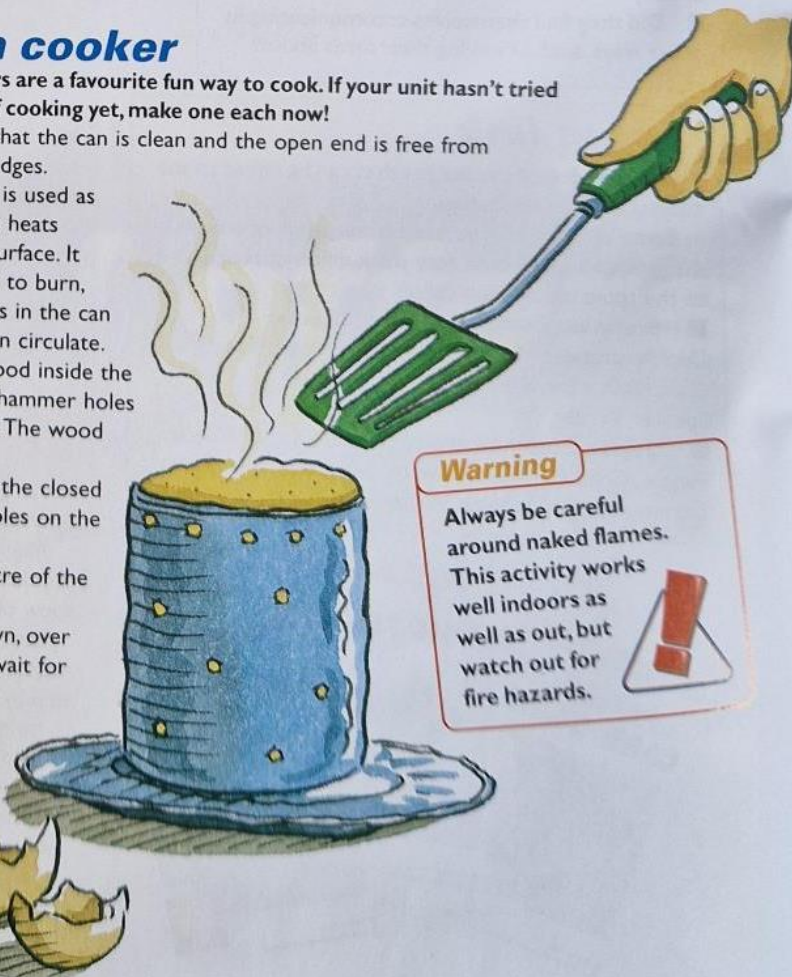 cooker
s are a favourite fun way to cook. If your unit hasn't tried
cooking yet, make one each now!
hat the can is clean and the open end is free from
dges.
is used as
heats
urface. It
to burn,
s in the can
n circulate.
ood inside the
hammer holes
The wood
the closed
oles on the
tre of the
wn, over
wait for
Warning
Always be careful
around naked flames.
This activity works
well indoors as
well as out, but
watch out for
fire hazards.